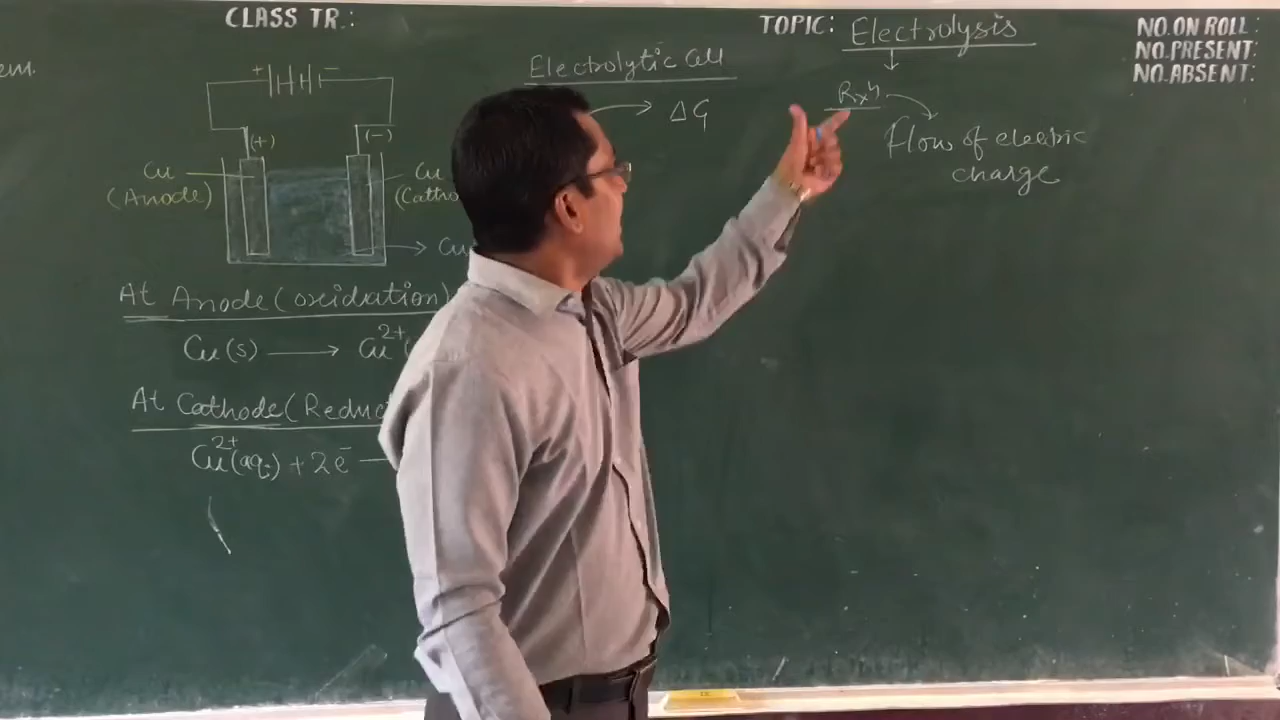 CLASS TR.:
TOPIC: Electrolysis
NO. ON ROLL:
NO. PRESENT:
NO. ABSENT:
em.
Electrolytic Cell
ΔG
Rxn
Flow of electric
charge
+ −
(+) (−)
Cu
(Anode)
Cu
(Catho
Cu
At Anode (oxidation)
Cu(s) → Cu²⁺(
At Cathode (Reduc
Cu²⁺(aq.) + 2e⁻ —